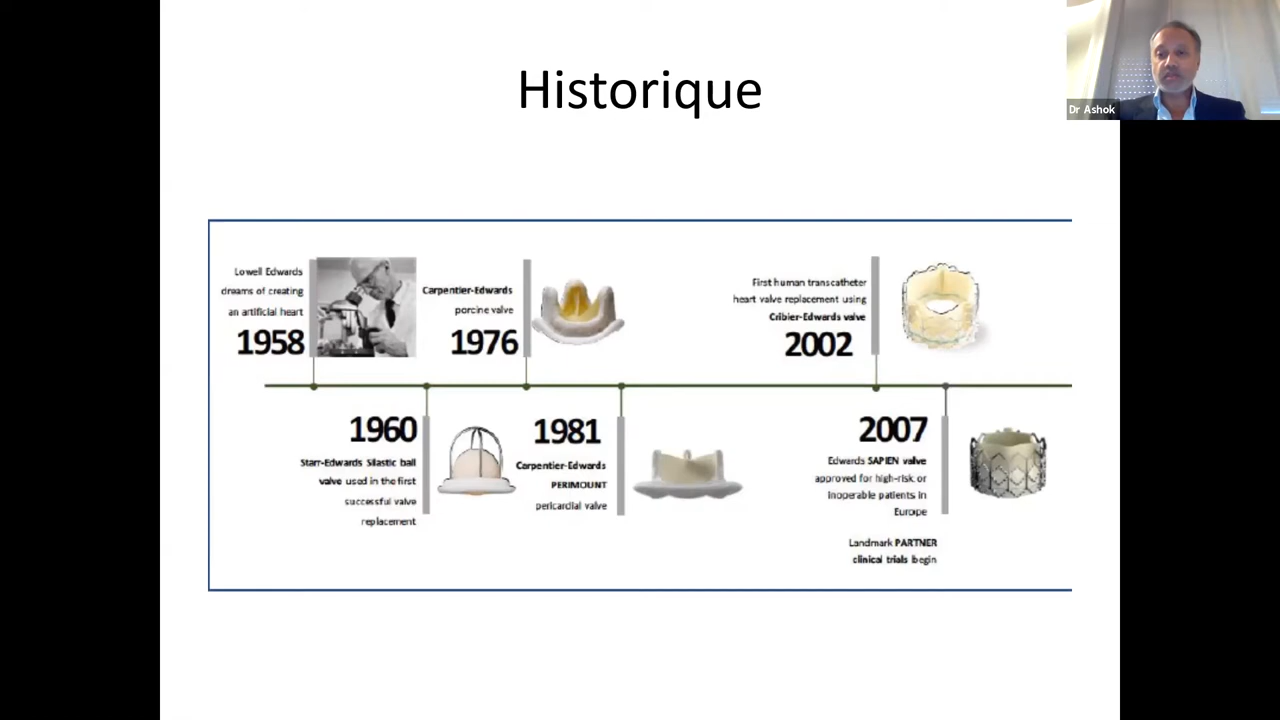 Historique
Dr Ashok
Lowell Edwards
dreams of creating
an artificial heart
1958
Carpentier-Edwards
porcine valve
1976
First human transcatheter
heart valve replacement using
Cribier-Edwards valve
2002
1960
Starr-Edwards Silastic ball
valve used in the first
successful valve
replacement
1981
Carpentier-Edwards
PERIMOUNT
pericardial valve
2007
Edwards SAPIEN valve
approved for high-risk or
inoperable patients in
Europe
Landmark PARTNER
clinical trials begin